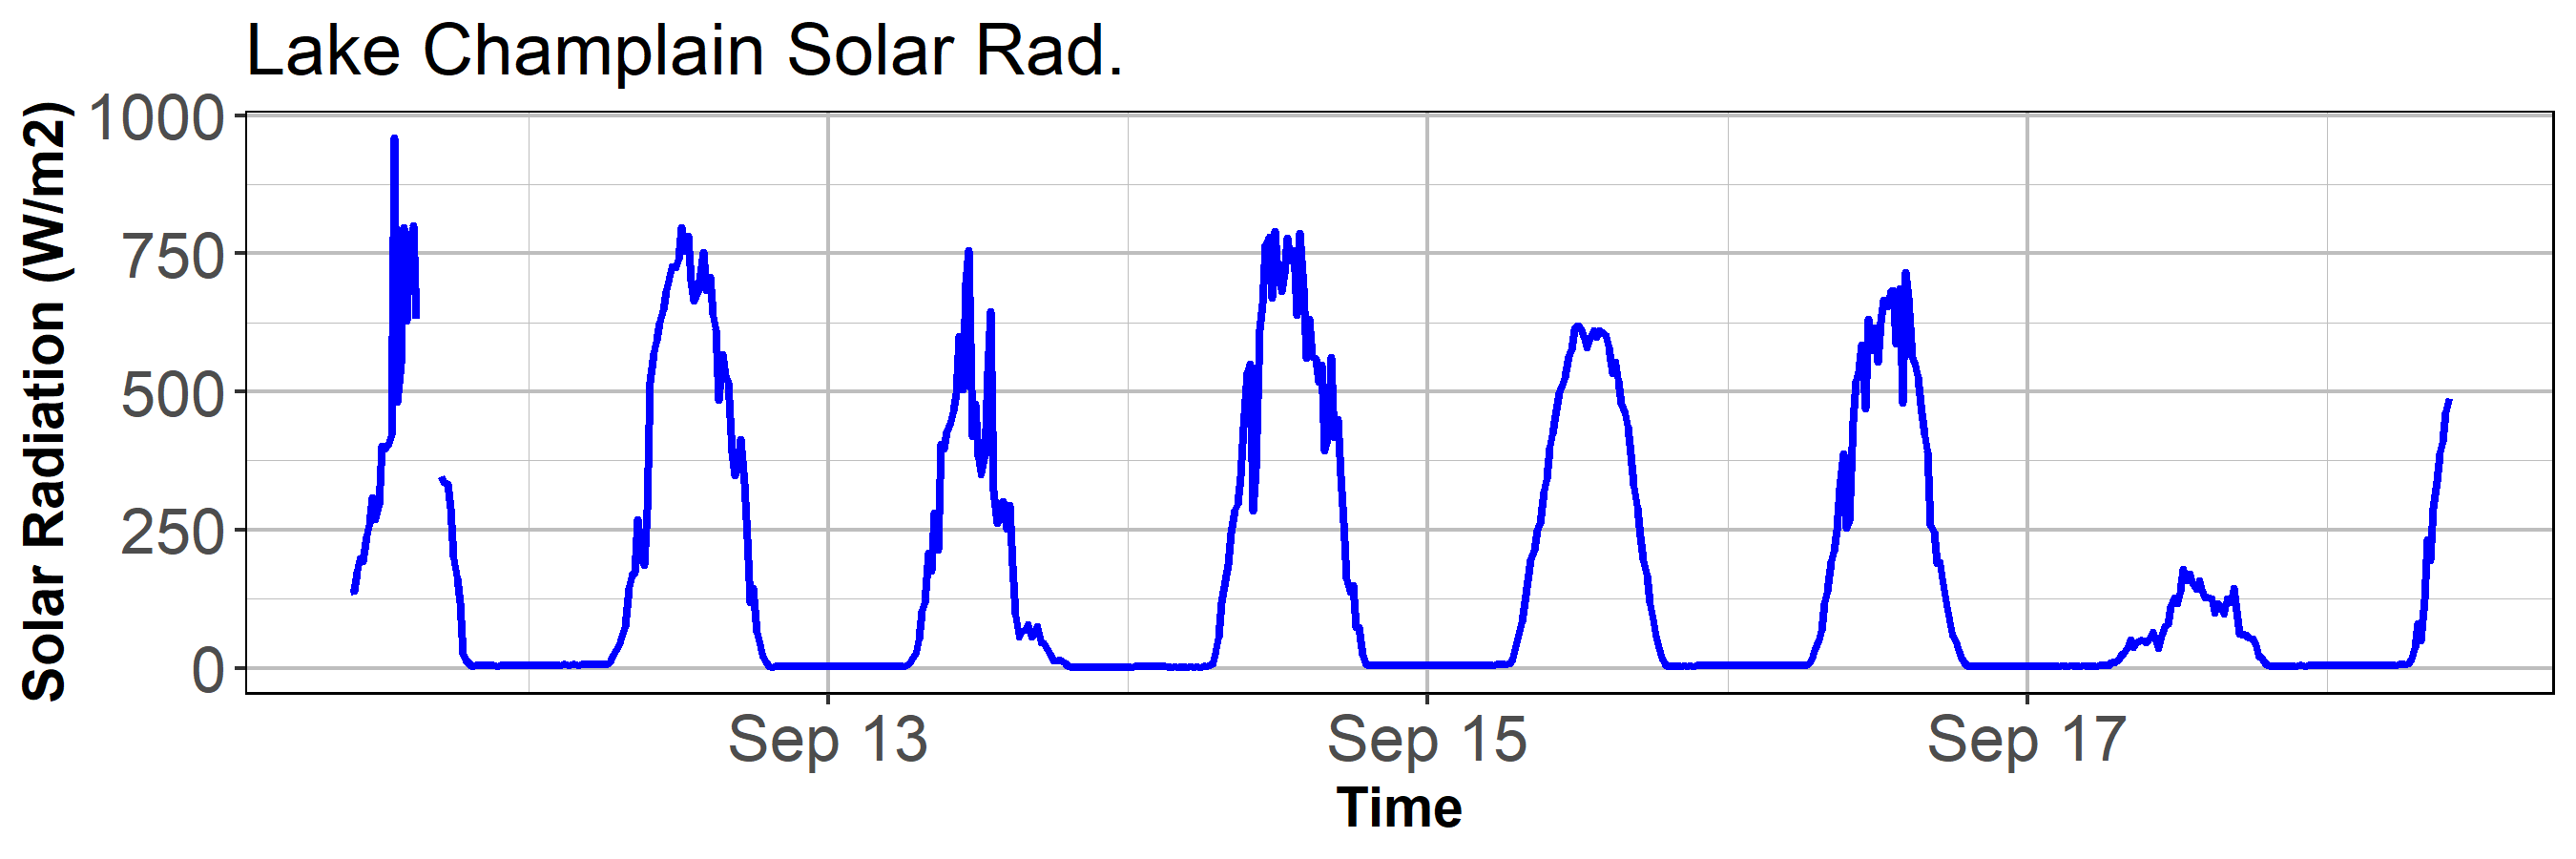 Lake Champlain Solar Rad.
Solar Radiation (W/m2)
1000
750
500
250
0
Sep 13
Sep 15
Sep 17
Time